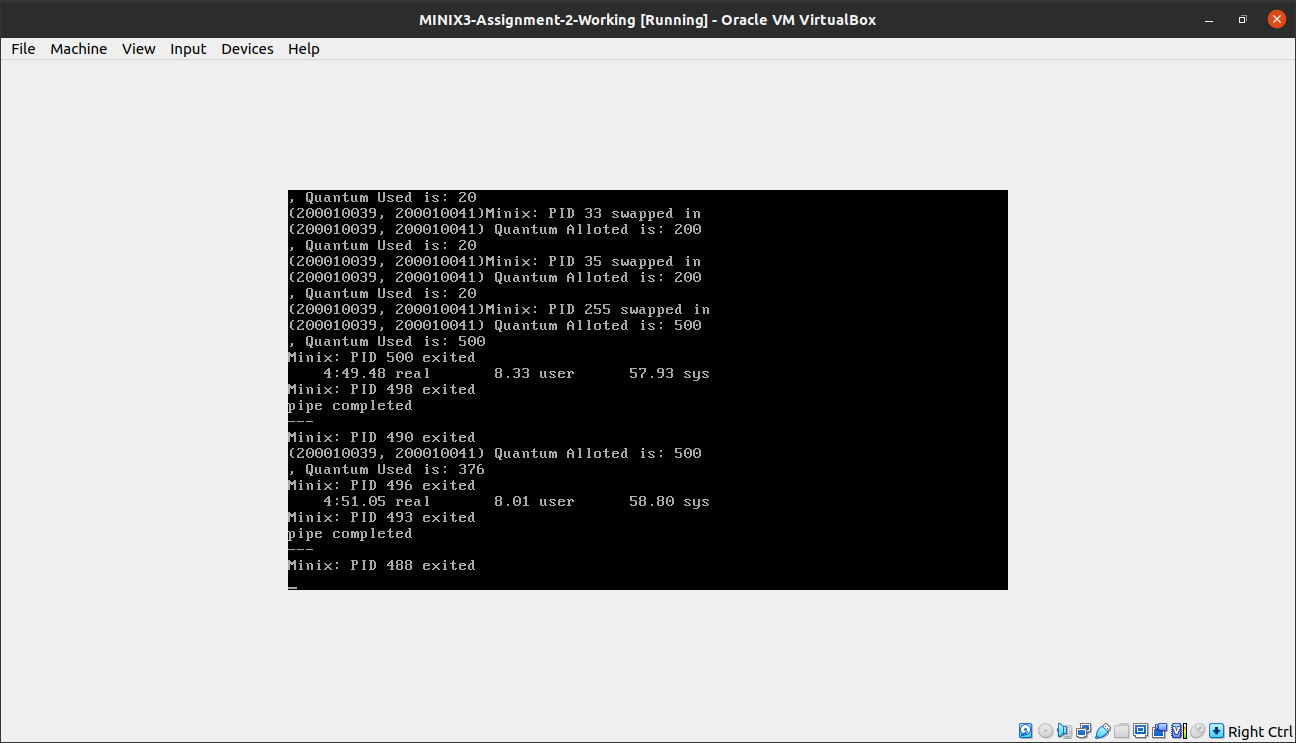 MINIX3-Assignment-2-Working [Running] - Oracle VM VirtualBox
File Machine View Input Devices Help
, Quantum Used is: 20
(200010039, 200010041)Minix: PID 33 swapped in
(200010039, 200010041) Quantum Alloted is: 200
, Quantum Used is: 20
(200010039, 200010041)Minix: PID 35 swapped in
(200010039, 200010041) Quantum Alloted is: 200
, Quantum Used is: 20
(200010039, 200010041)Minix: PID 255 swapped in
(200010039, 200010041) Quantum Alloted is: 500
, Quantum Used is: 500
Minix: PID 500 exited
4:49.48 real 8.33 user 57.93 sys
Minix: PID 498 exited
pipe completed
---
Minix: PID 490 exited
(200010039, 200010041) Quantum Alloted is: 500
, Quantum Used is: 376
Minix: PID 496 exited
4:51.05 real 8.01 user 58.80 sys
Minix: PID 493 exited
pipe completed
---
Minix: PID 488 exited
Right Ctrl